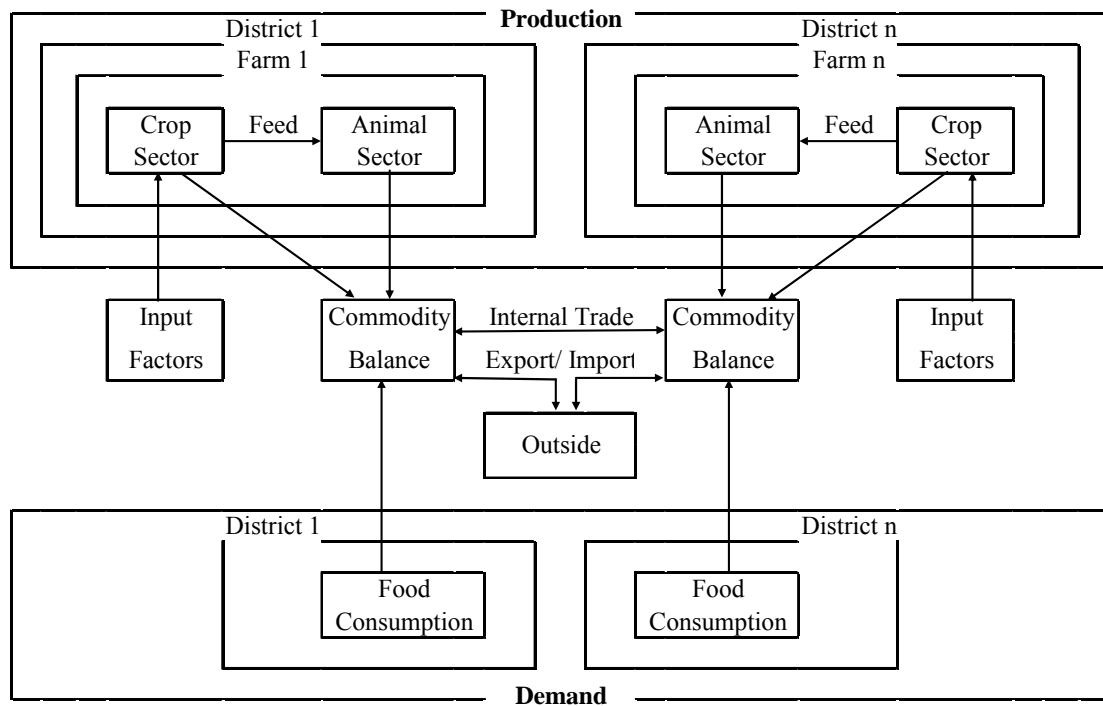 Production
District 1
District n
Farm 1
Farm n
Crop
Sector
Feed
Animal
Sector
Animal
Sector
Feed
Crop
Sector
Input
Factors
Commodity
Balance
Internal Trade
Export/ Import
Commodity
Balance
Input
Factors
Outside
District 1
District n
Food
Consumption
Food
Consumption
Demand